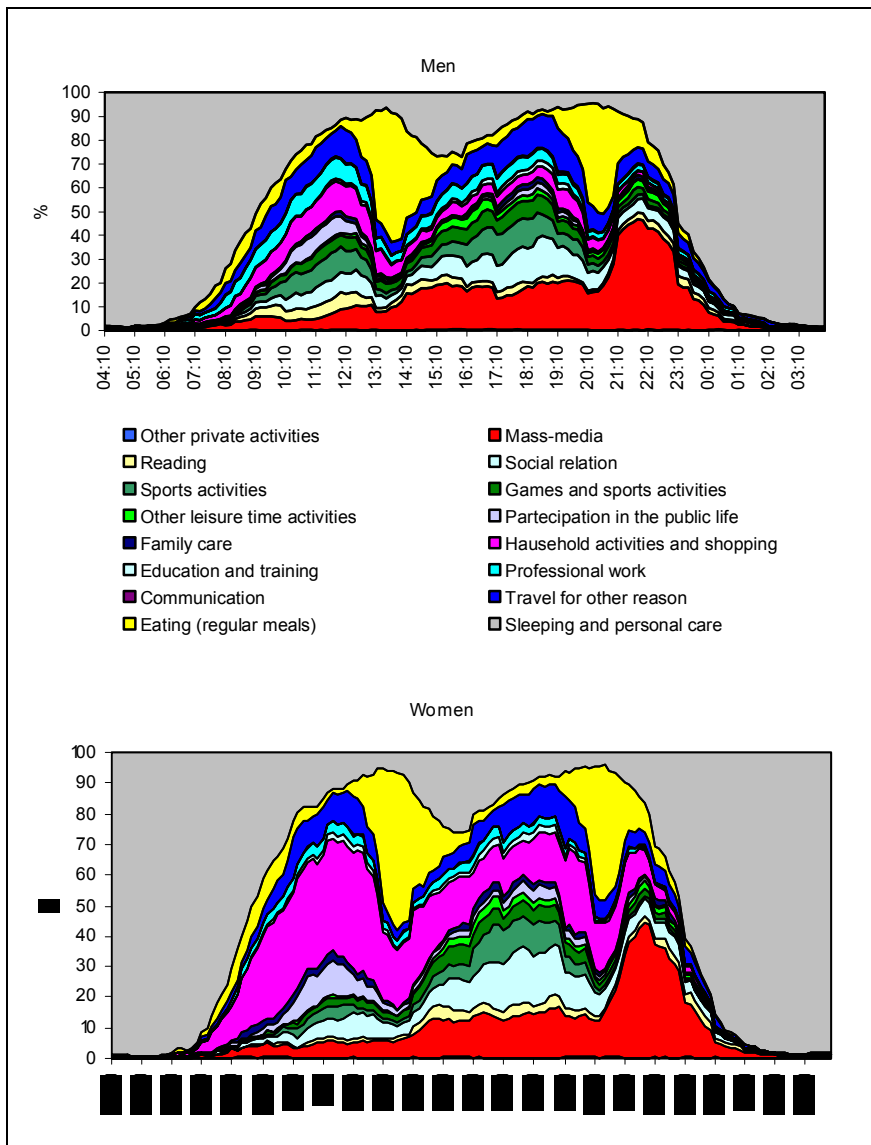 Men
100
90
80
70
60
50
40
30
20
10
0
%
04:10 05:10 06:10 07:10 08:10 09:10 10:10 11:10 12:10 13:10 14:10 15:10 16:10 17:10 18:10 19:10 20:10 21:10 22:10 23:10 00:10 01:10 02:10 03:10
Other private activities Mass-media
Reading Social relation
Sports activities Games and sports activities
Other leisure time activities Partecipation in the public life
Family care Hausehold activities and shopping
Education and training Professional work
Communication Travel for other reason
Eating (regular meals) Sleeping and personal care
Women
100
90
80
70
60
50
40
30
20
10
0